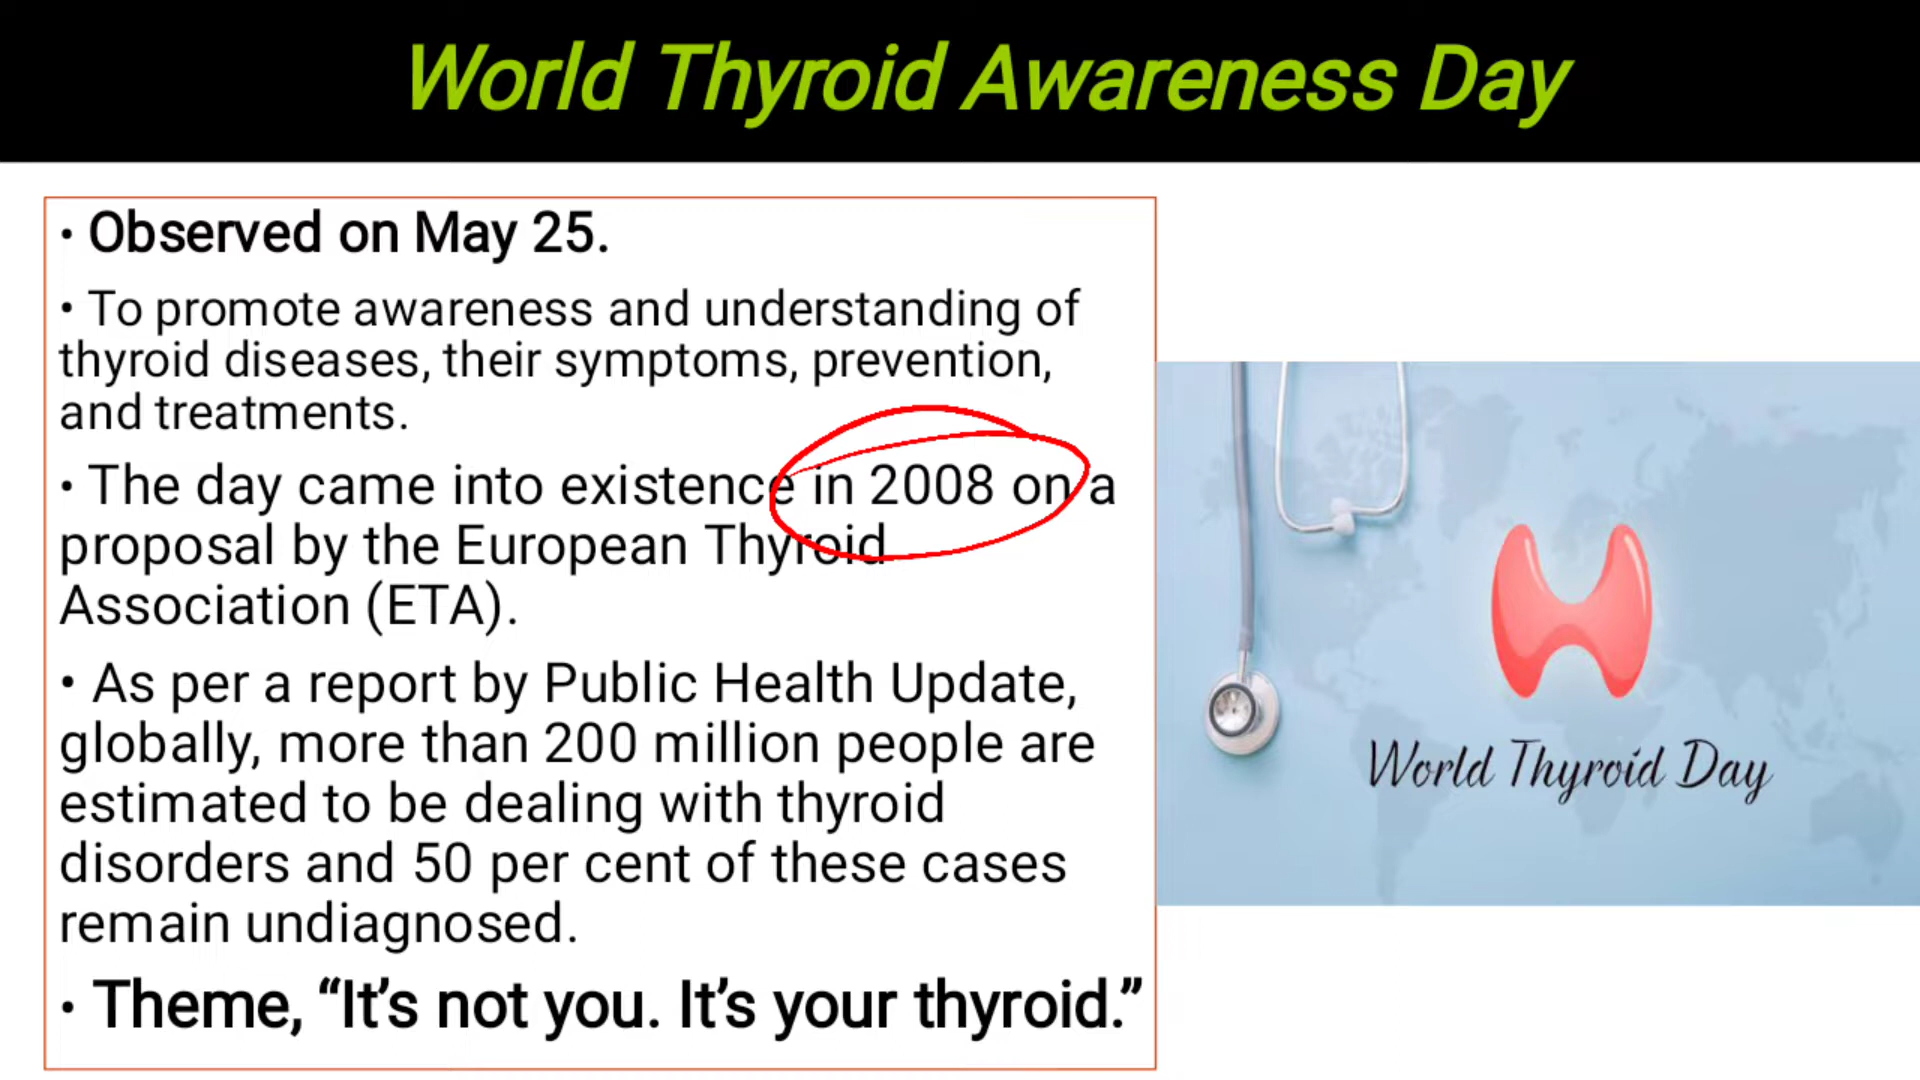 World Thyroid Awareness Day
• Observed on May 25.
• To promote awareness and understanding of
thyroid diseases, their symptoms, prevention,
and treatments.
• The day came into existence in 2008 on a
proposal by the European Thyroid
Association (ETA).
• As per a report by Public Health Update,
globally, more than 200 million people are
estimated to be dealing with thyroid
disorders and 50 per cent of these cases
remain undiagnosed.
• Theme, “It’s not you. It’s your thyroid.”
World Thyroid Day